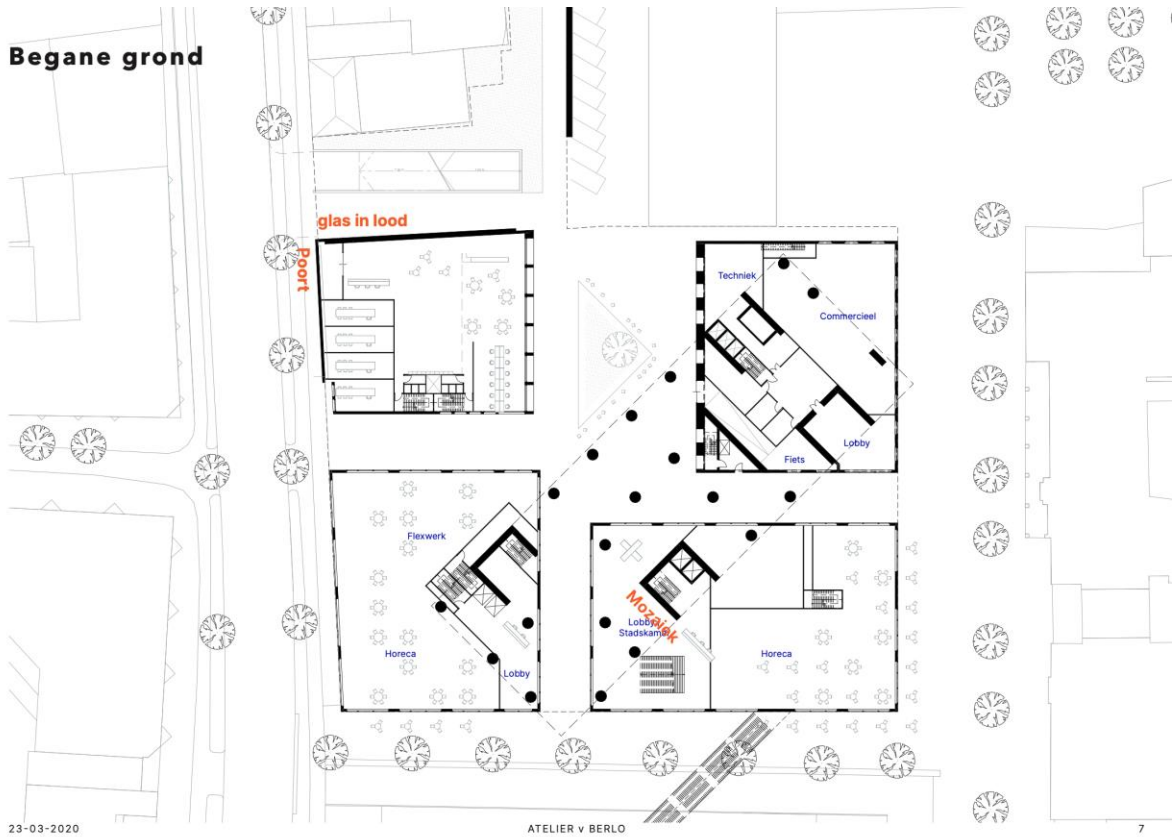 Begane grond
glas in lood
Poort
Techniek
Commercieel
Lobby
Fiets
Flexwerk
Horeca
Lobby
Mozaiek
Lobby
Stadskamer
Horeca
23-03-2020
ATELIER v BERLO
7